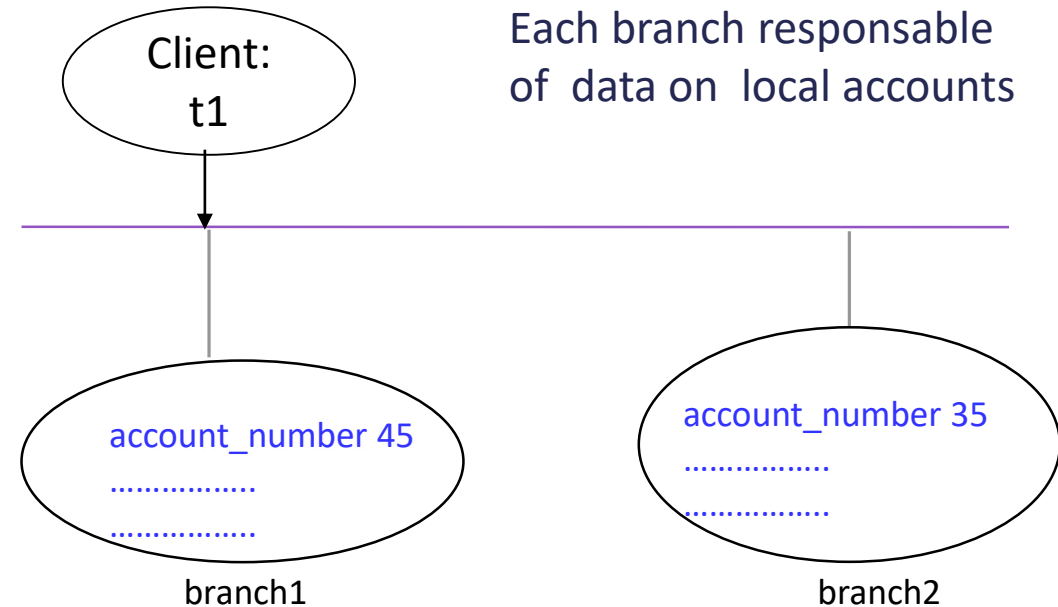 Client:
t1
Each branch responsable
of data on local accounts
account_number 45
……………..
……………..
branch1
account_number 35
……………..
……………..
branch2